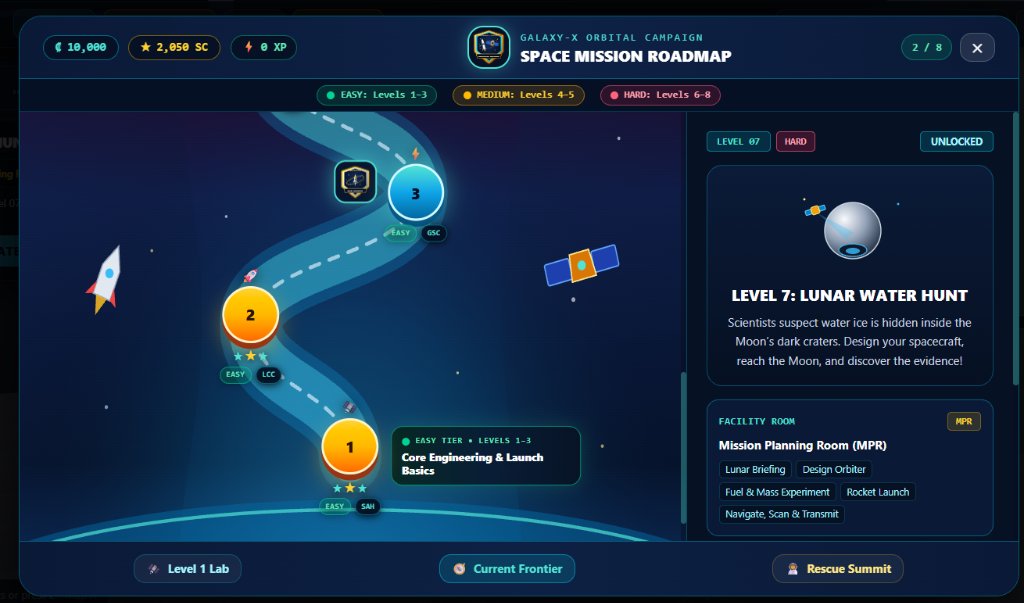 ₡ 10,000
★ 2,050 SC
⚡ 0 XP
GALAXY-X ORBITAL CAMPAIGN
SPACE MISSION ROADMAP
2 / 8
✕
EASY: Levels 1–3
MEDIUM: Levels 4–5
HARD: Levels 6–8
3
EASY
GSC
2
EASY
LCC
1
EASY
SAH
EASY TIER • LEVELS 1–3
Core Engineering & Launch
Basics
LEVEL 07
HARD
UNLOCKED
LEVEL 7: LUNAR WATER HUNT
Scientists suspect water ice is hidden inside the
Moon's dark craters. Design your spacecraft,
reach the Moon, and discover the evidence!
FACILITY ROOM
MPR
Mission Planning Room (MPR)
Lunar Briefing
Design Orbiter
Fuel & Mass Experiment
Rocket Launch
Navigate, Scan & Transmit
Level 1 Lab
Current Frontier
Rescue Summit